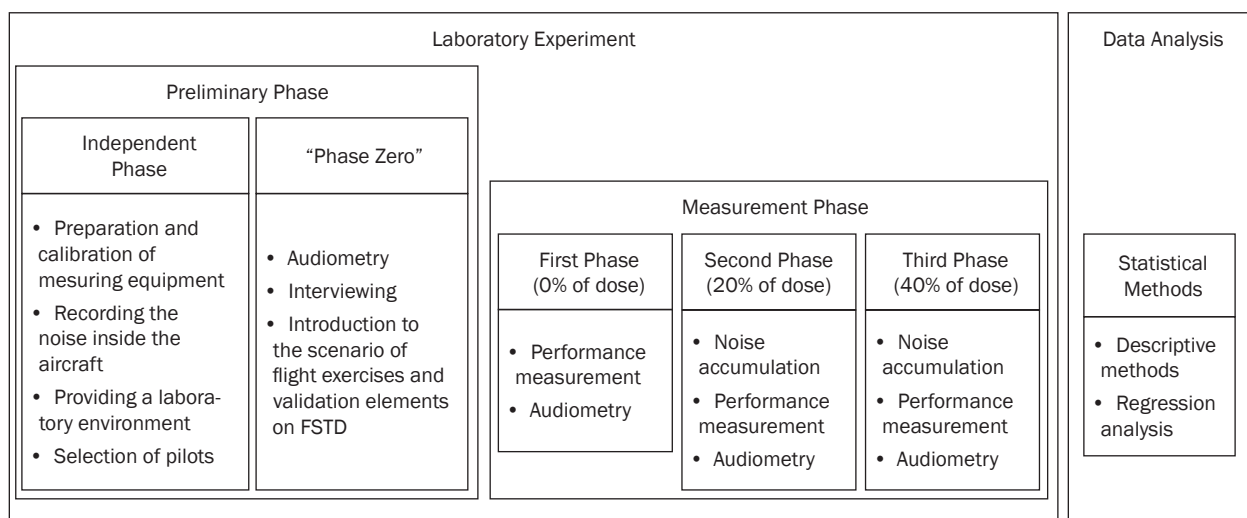 Laboratory Experiment
Preliminary Phase
Independent
Phase
• Preparation and
calibration of
mesuring equipment
• Recording the
noise inside the
aircraft
• Providing a labora-
tory environment
• Selection of pilots
“Phase Zero”
• Audiometry
• Interviewing
• Introduction to
the scenario of
flight exercises and
validation elements
on FSTD
Measurement Phase
First Phase
(0% of dose)
• Performance
measurement
• Audiometry
Second Phase
(20% of dose)
• Noise
accumulation
• Performance
measurement
• Audiometry
Third Phase
(40% of dose)
• Noise
accumulation
• Performance
measurement
• Audiometry
Data Analysis
Statistical
Methods
• Descriptive
methods
• Regression
analysis